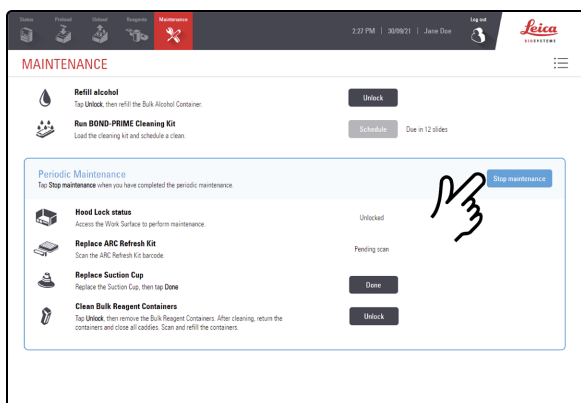 Status Preload Unload Reagents Maintenance
2:27 PM | 30/09/21 | Jane Doe
Log out
Leica
BIOSYSTEMS
MAINTENANCE
Refill alcohol
Tap Unlock, then refill the Bulk Alcohol Container.
Unlock
Run BOND-PRIME Cleaning Kit
Load the cleaning kit and schedule a clean.
Schedule Due in 12 slides
Periodic Maintenance
Tap Stop maintenance when you have completed the periodic maintenance.
Stop maintenance
Hood Lock status
Access the Work Surface to perform maintenance.
Unlocked
Replace ARC Refresh Kit
Scan the ARC Refresh Kit barcode.
Pending scan
Replace Suction Cup
Replace the Suction Cup, then tap Done
Done
Clean Bulk Reagent Containers
Tap Unlock, then remove the Bulk Reagent Containers. After cleaning, return the
containers and close all caddies. Scan and refill the containers.
Unlock